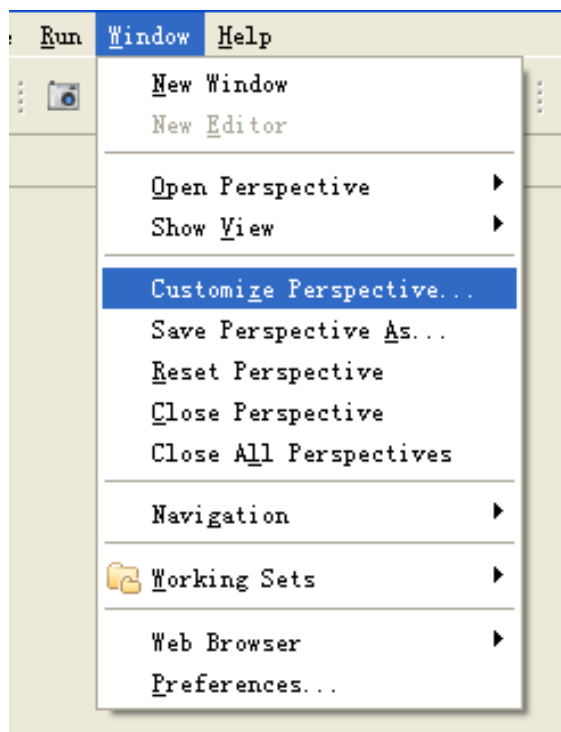 Run Window Help
New Window
New Editor
Open Perspective
Show View
Customize Perspective...
Save Perspective As...
Reset Perspective
Close Perspective
Close All Perspectives
Navigation
Working Sets
Web Browser
Preferences...